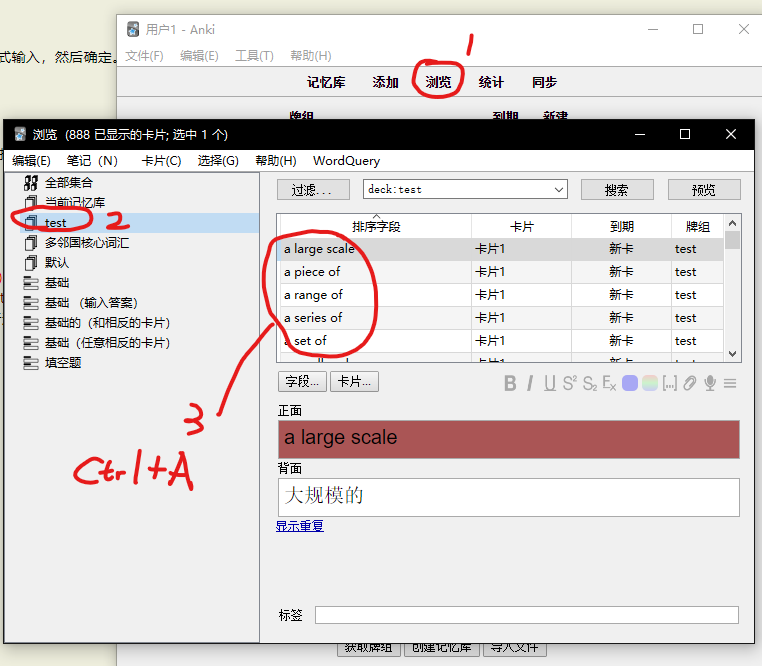 用户1 - Anki
式输入，然后确定。
文件(F) 编辑(E) 工具(T) 帮助(H)
1
记忆库 添加 浏览 统计 同步
牌组 到期 新建
浏览 (888 已显示的卡片; 选中 1 个)
编辑(E) 笔记 (N) 卡片(C) 选择(G) 帮助(H) WordQuery
全部集合
当前记忆库
test
2
多邻国核心词汇
默认
基础
基础 （输入答案）
基础的（和相反的卡片）
基础（任意相反的卡片）
填空题
过滤... deck:test 搜索 预览
排序字段 卡片 到期 牌组
a large scale 卡片1 新卡 test
a piece of 卡片1 新卡 test
a range of 卡片1 新卡 test
a series of 卡片1 新卡 test
a set of 卡片1 新卡 test
字段... 卡片...
B I U S² S₂ Ex [...]
3
Ctrl+A
正面
a large scale
背面
大规模的
显示重复
标签
获取牌组 创建记忆库 导入文件